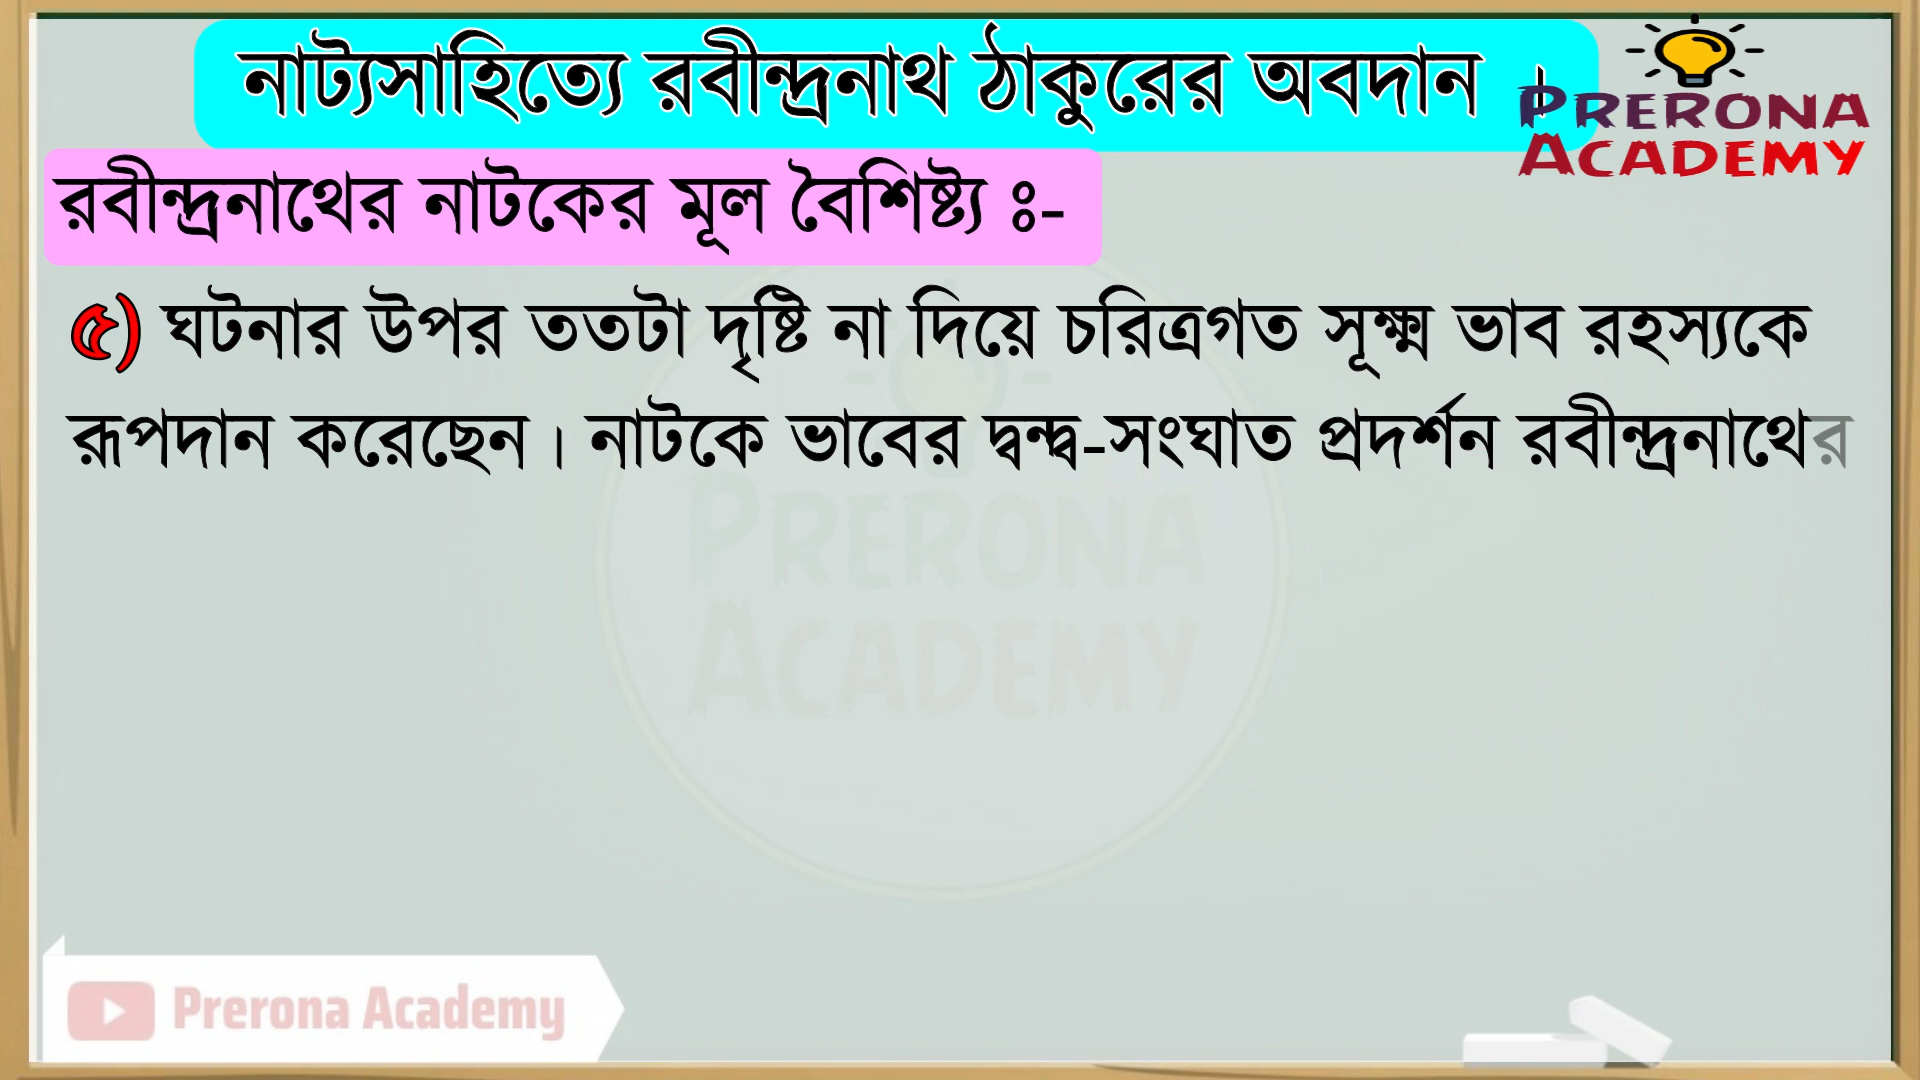 নাট্যসাহিত্যে রবীন্দ্রনাথ ঠাকুরের অবদান ।
PRERONA
ACADEMY
রবীন্দ্রনাথের নাটকের মূল বৈশিষ্ট্য ঃ-
৫) ঘটনার উপর ততটা দৃষ্টি না দিয়ে চরিত্রগত সূক্ষ্ম ভাব রহস্যকে
রূপদান করেছেন। নাটকে ভাবের দ্বন্দ্ব-সংঘাত প্রদর্শন রবীন্দ্রনাথের
PRERONA
ACADEMY
Prerona Academy